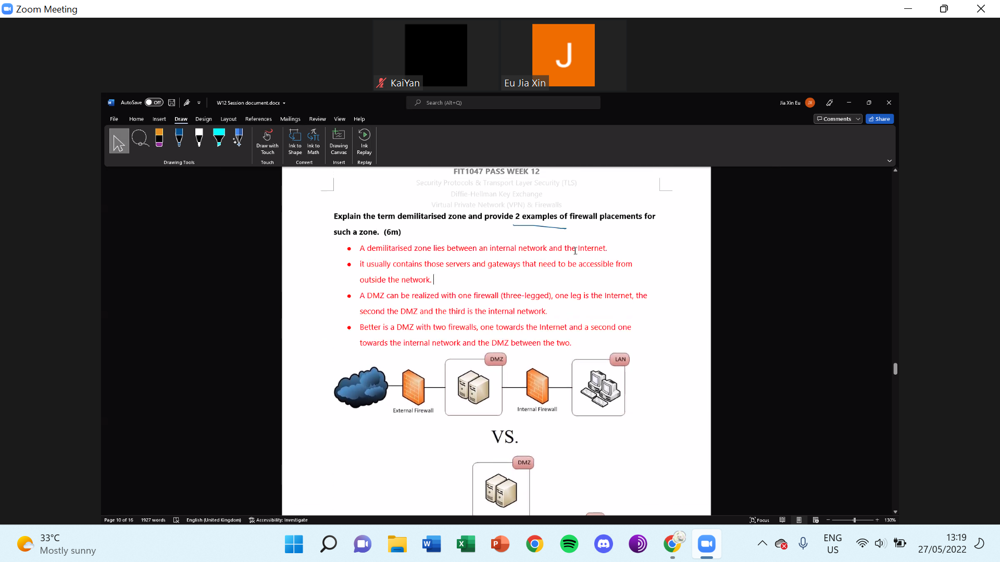 Zoom Meeting
J
KaiYan
Eu Jia Xin
AutoSave Off
W12 Session document.docx
Search (Alt+Q)
Jia Xin Eu
JX
File Home Insert Draw Design Layout References Mailings Review View Help
Comments
Share
Draw with Touch
Ink to Shape
Ink to Math
Drawing Canvas
Ink Replay
Drawing Tools
Touch
Convert
Insert
Replay
FIT1047 PASS WEEK 12
Security Protocols & Transport Layer Security (TLS)
Diffie-Hellman Key Exchange
Virtual Private Network (VPN) & Firewalls
Explain the term demilitarised zone and provide 2 examples of firewall placements for
such a zone. (6m)
• A demilitarised zone lies between an internal network and the Internet.
• it usually contains those servers and gateways that need to be accessible from
outside the network.
• A DMZ can be realized with one firewall (three-legged), one leg is the Internet, the
second the DMZ and the third is the internal network.
• Better is a DMZ with two firewalls, one towards the Internet and a second one
towards the internal network and the DMZ between the two.
DMZ
LAN
External Firewall
Internal Firewall
VS.
DMZ
Page 10 of 16
1927 words
English (United Kingdom)
Accessibility: Investigate
Focus
130%
33°C
Mostly sunny
ENG
US
13:19
27/05/2022